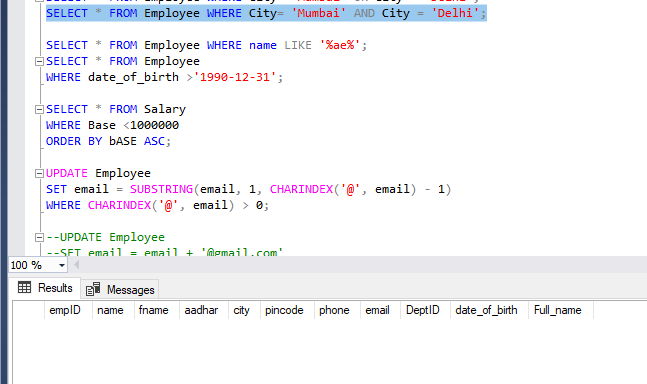 SELECT * FROM Employee WHERE City= 'Mumbai' AND City = 'Delhi';
SELECT * FROM Employee WHERE name LIKE '%ae%';
SELECT * FROM Employee
WHERE date_of_birth >'1990-12-31';
SELECT * FROM Salary
WHERE Base <1000000
ORDER BY bASE ASC;
UPDATE Employee
SET email = SUBSTRING(email, 1, CHARINDEX('@', email) - 1)
WHERE CHARINDEX('@', email) > 0;
--UPDATE Employee
--SET email = email + '@gmail.com'
100 %
Results Messages
empID name fname aadhar city pincode phone email DeptID date_of_birth Full_name